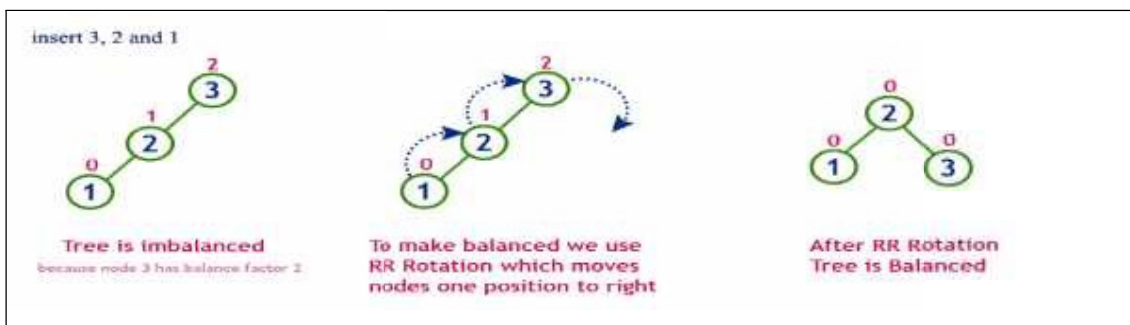 insert 3, 2 and 1
2
3
1
2
0
1
Tree is imbalanced
because node 3 has balance factor 2
2
3
1
2
0
1
To make balanced we use
RR Rotation which moves
nodes one position to right
0
2
0
0
1
3
After RR Rotation
Tree is Balanced